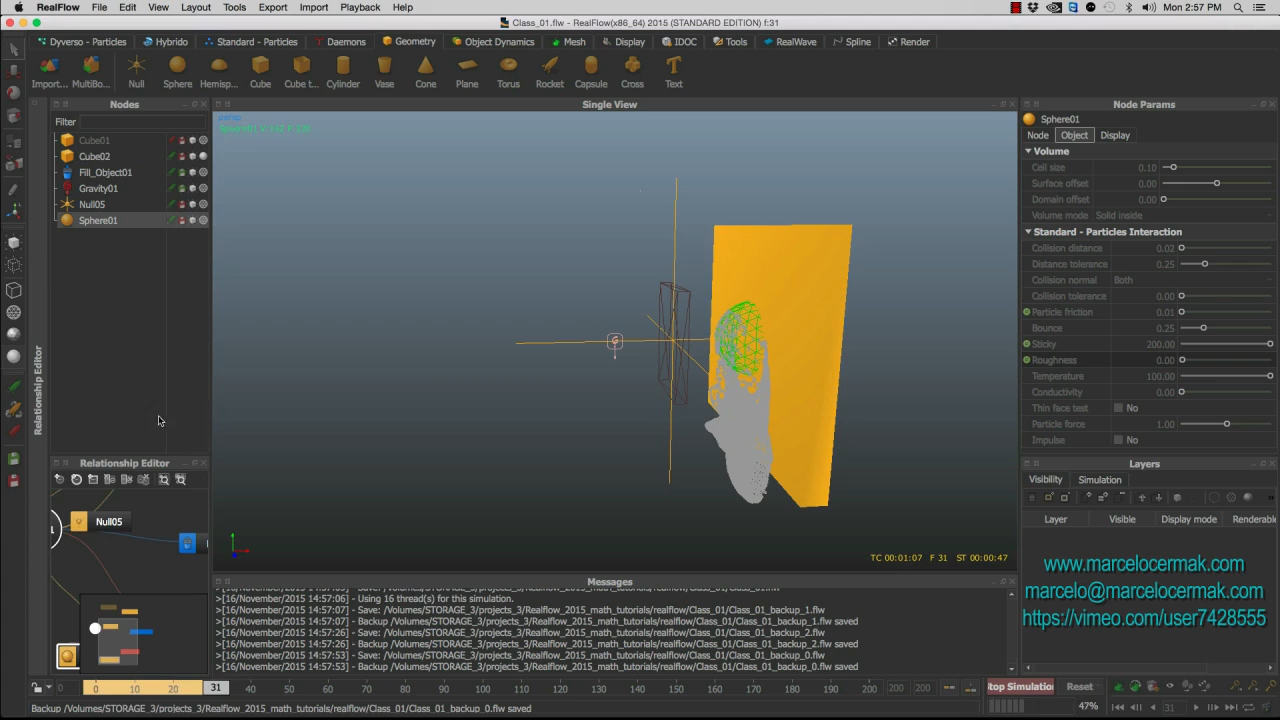 RealFlow File Edit View Layout Tools Export Import Playback Help Mon 2:57 PM
Class_01.flw - RealFlow(x86_64) 2015 (STANDARD EDITION) f:31
Dyverso - Particles Hybrido Standard - Particles Daemons Geometry Object Dynamics Mesh Display IDOC Tools RealWave Spline Render
Import... MultiBo... Null Sphere Hemisp... Cube Cube t... Cylinder Vase Cone Plane Torus Rocket Capsule Cross Text
Nodes
Filter
Cube01
Cube02
Fill_Object01
Gravity01
Null05
Sphere01
Relationship Editor
Relationship Editor
Null05
Single View
persp
TC 00:01:07 F 31 ST 00:00:47
Messages
>[16/November/2015 14:57:06] - Using 16 thread(s) for this simulation.
>[16/November/2015 14:57:07] - Save: /Volumes/STORAGE_3/projects_3/Realflow_2015_math_tutorials/realflow/Class_01/Class_01_backup_1.flw
>[16/November/2015 14:57:07] - Backup /Volumes/STORAGE_3/projects_3/Realflow_2015_math_tutorials/realflow/Class_01/Class_01_backup_1.flw saved
>[16/November/2015 14:57:26] - Save: /Volumes/STORAGE_3/projects_3/Realflow_2015_math_tutorials/realflow/Class_01/Class_01_backup_2.flw
>[16/November/2015 14:57:26] - Backup /Volumes/STORAGE_3/projects_3/Realflow_2015_math_tutorials/realflow/Class_01/Class_01_backup_2.flw saved
>[16/November/2015 14:57:53] - Save: /Volumes/STORAGE_3/projects_3/Realflow_2015_math_tutorials/realflow/Class_01/Class_01_backup_0.flw
>[16/November/2015 14:57:53] - Backup /Volumes/STORAGE_3/projects_3/Realflow_2015_math_tutorials/realflow/Class_01/Class_01_backup_0.flw saved
Node Params
Sphere01
Node Object Display
Volume
Cell size 0.10
Surface offset 0.00
Domain offset 0.00
Volume mode Solid inside
Standard - Particles Interaction
Collision distance 0.02
Distance tolerance 0.25
Collision normal Both
Collision tolerance 0.00
Particle friction 0.01
Bounce 0.25
Sticky 200.00
Roughness 0.00
Temperature 100.00
Conductivity 0.00
Thin face test No
Particle force 1.00
Impulse No
Layers
Visibility Simulation
Layer Visible Display mode Renderabl
www.marcelocermak.com
marcelo@marcelocermak.com
https://vimeo.com/user7428555
0 0 10 20 31 40 50 60 70 80 90 100 110 120 130 140 150 160 170 180 190 200 200 200
top Simulation Reset
47% 31
Backup /Volumes/STORAGE_3/projects_3/Realflow_2015_math_tutorials/realflow/Class_01/Class_01_backup_0.flw saved